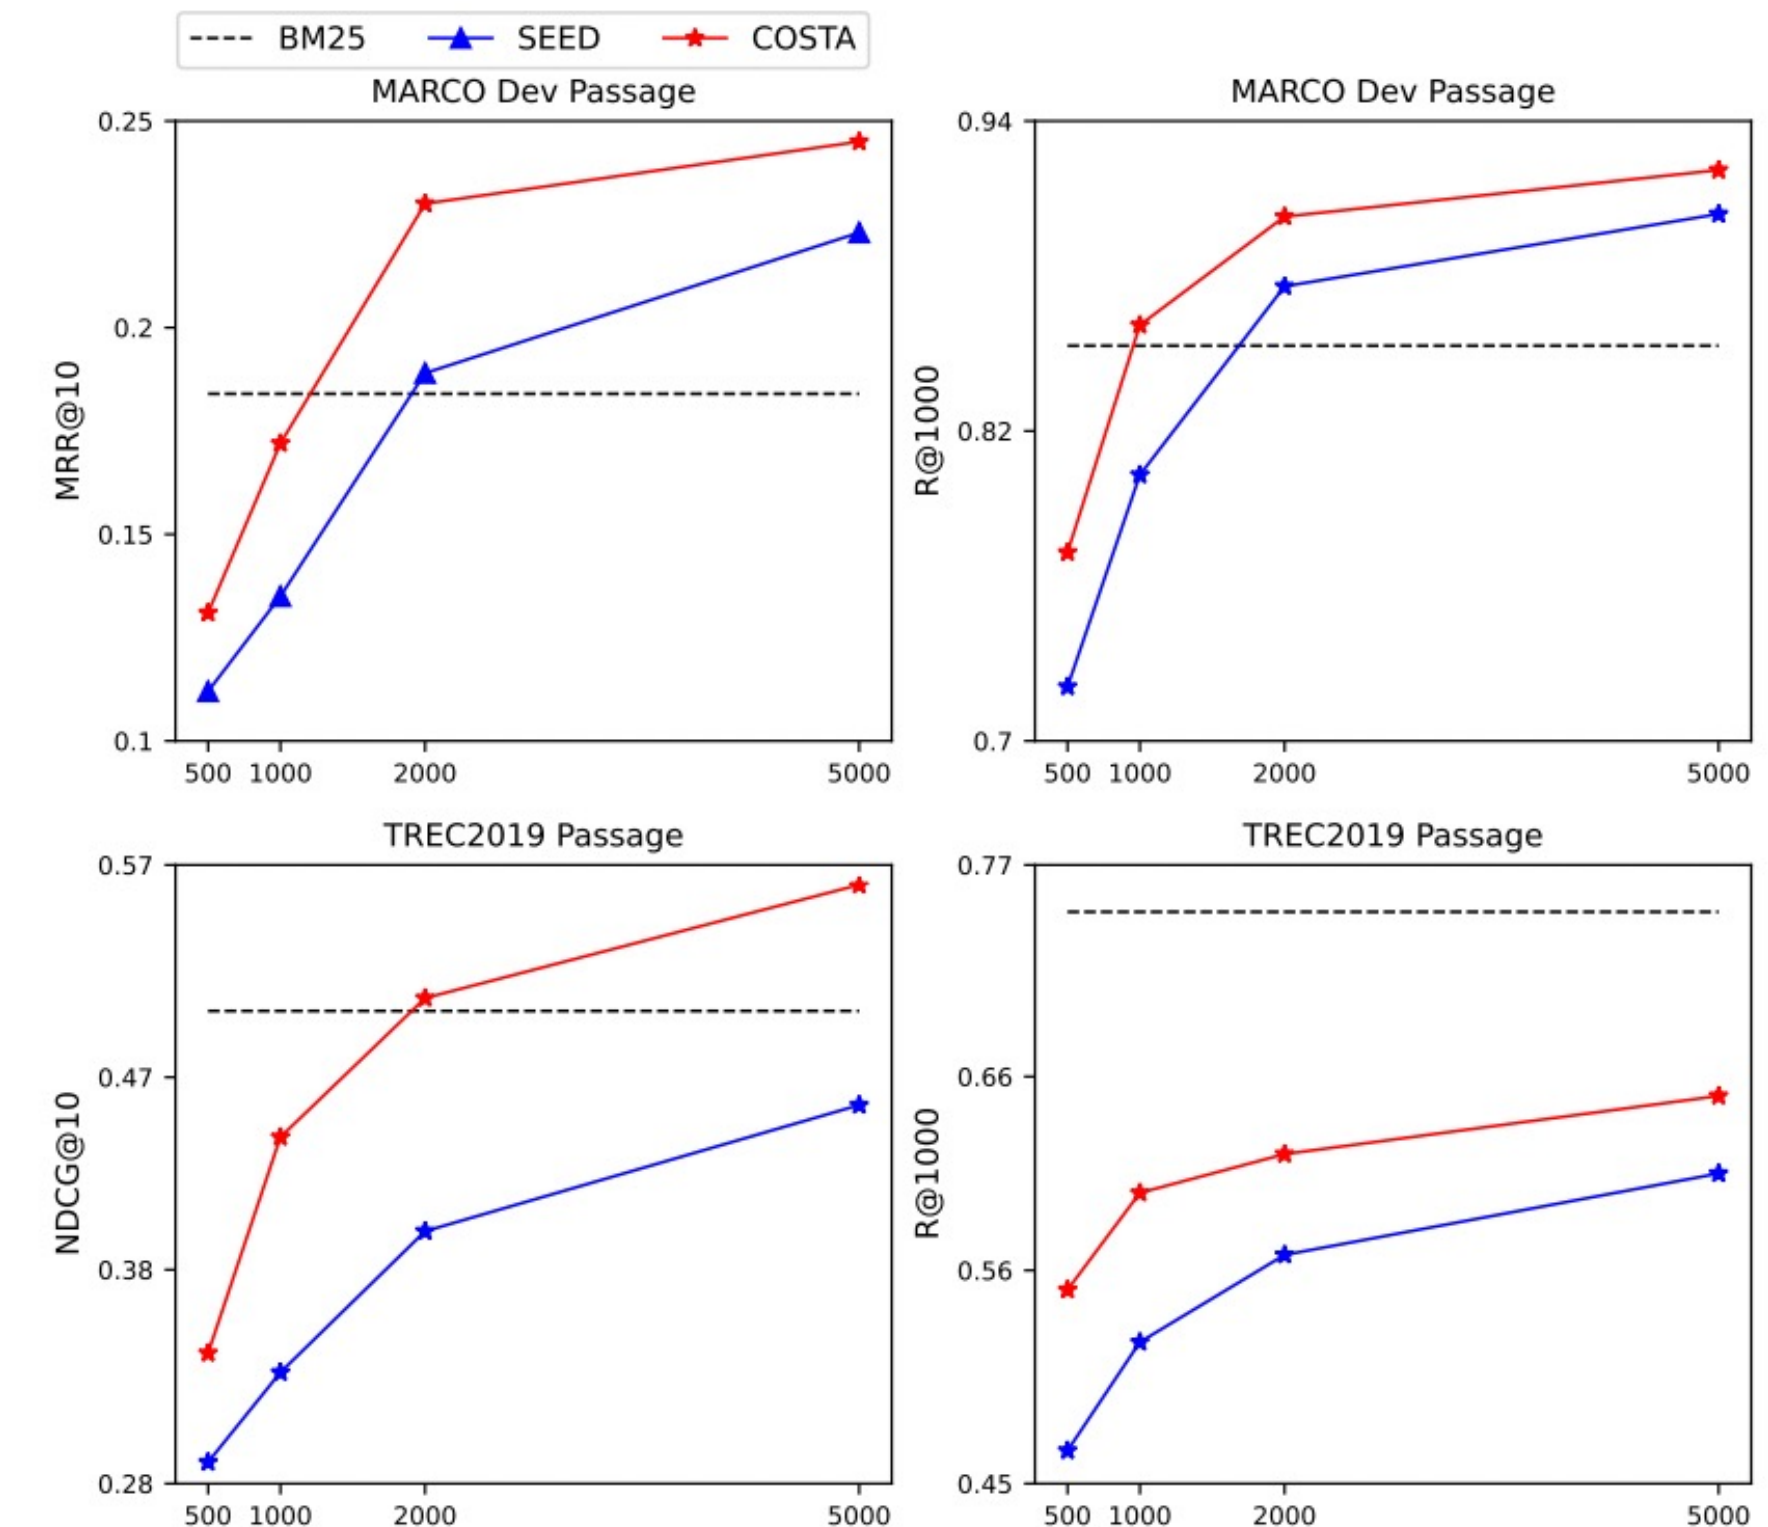 BM25 SEED COSTA
MARCO Dev Passage
0.25
0.2
0.15
0.1
MRR@10
500 1000 2000 5000
MARCO Dev Passage
0.94
0.82
0.7
R@1000
500 1000 2000 5000
TREC2019 Passage
0.57
0.47
0.38
0.28
NDCG@10
500 1000 2000 5000
TREC2019 Passage
0.77
0.66
0.56
0.45
R@1000
500 1000 2000 5000